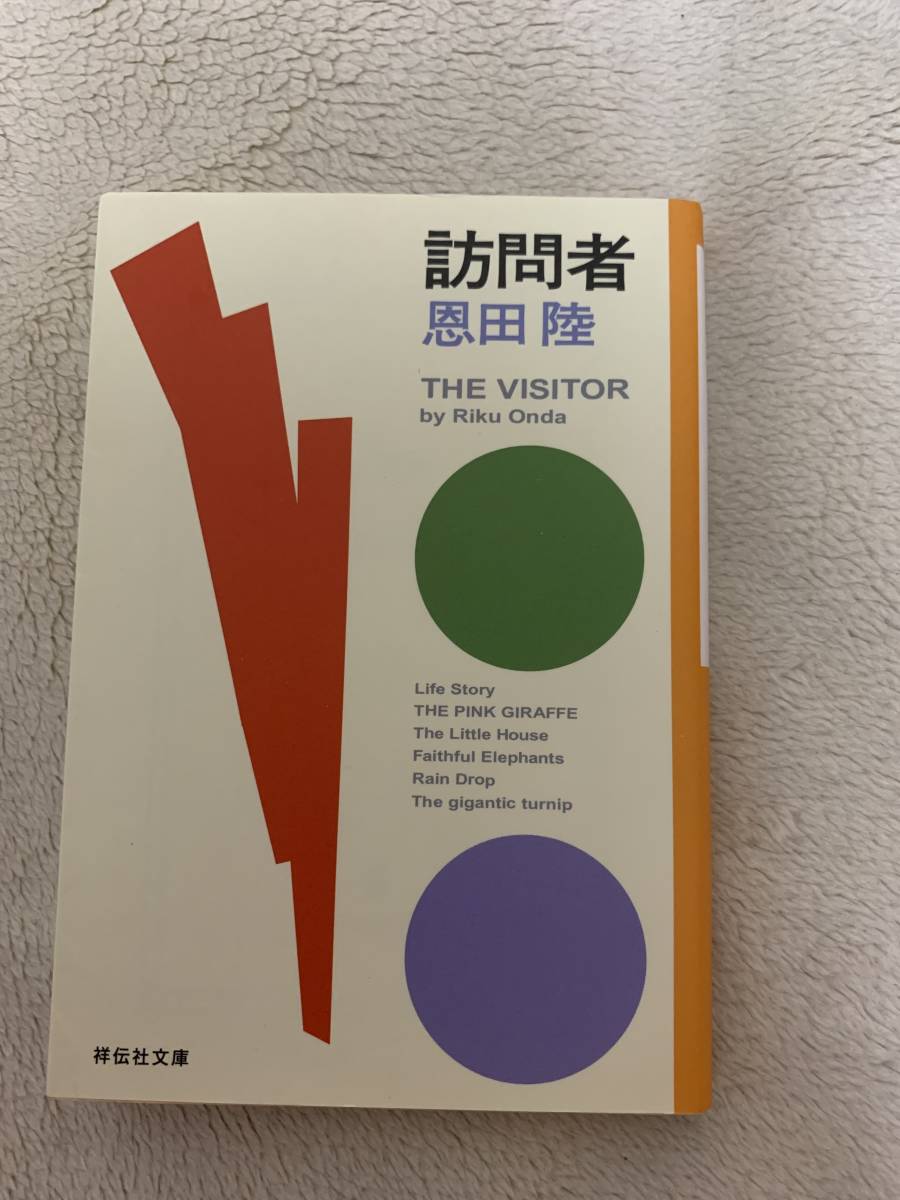 訪問者
恩田 陸
THE VISITOR
by Riku Onda
Life Story
THE PINK GIRAFFE
The Little House
Faithful Elephants
Rain Drop
The gigantic turnip
祥伝社文庫